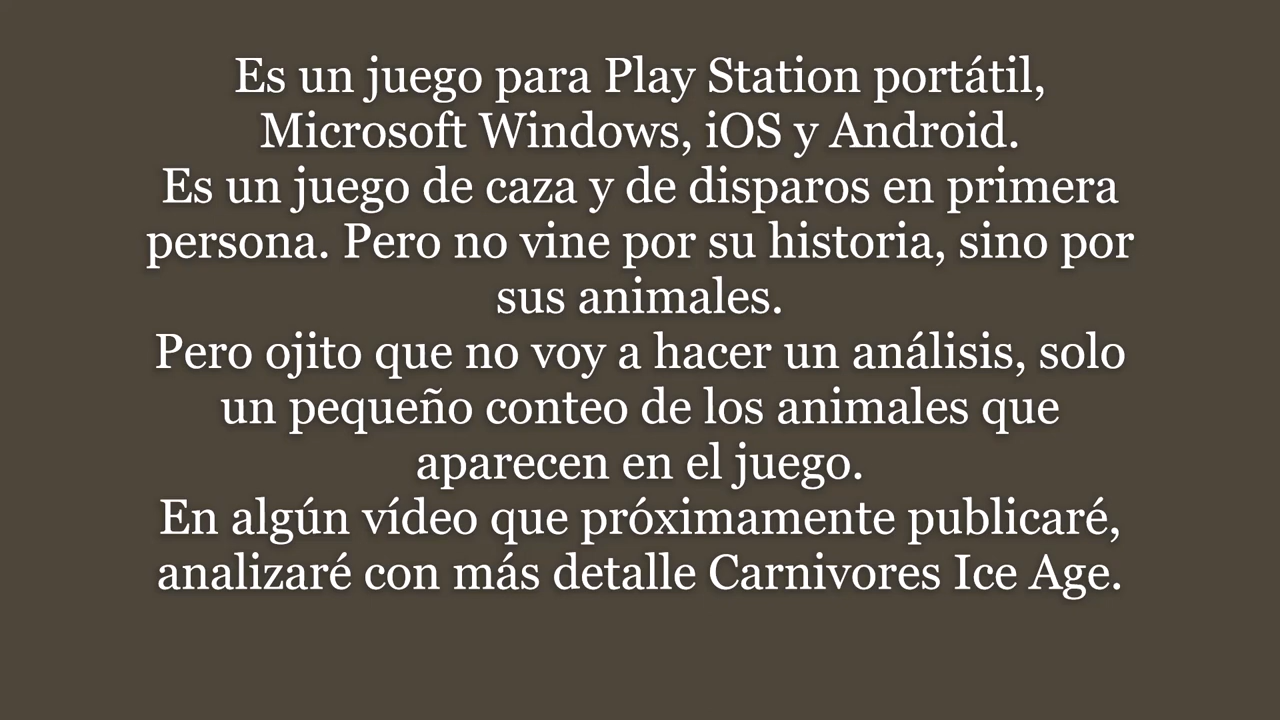 Es un juego para Play Station portátil,
Microsoft Windows, iOS y Android.
Es un juego de caza y de disparos en primera
persona. Pero no vine por su historia, sino por
sus animales.
Pero ojito que no voy a hacer un análisis, solo
un pequeño conteo de los animales que
aparecen en el juego.
En algún vídeo que próximamente publicaré,
analizaré con más detalle Carnivores Ice Age.